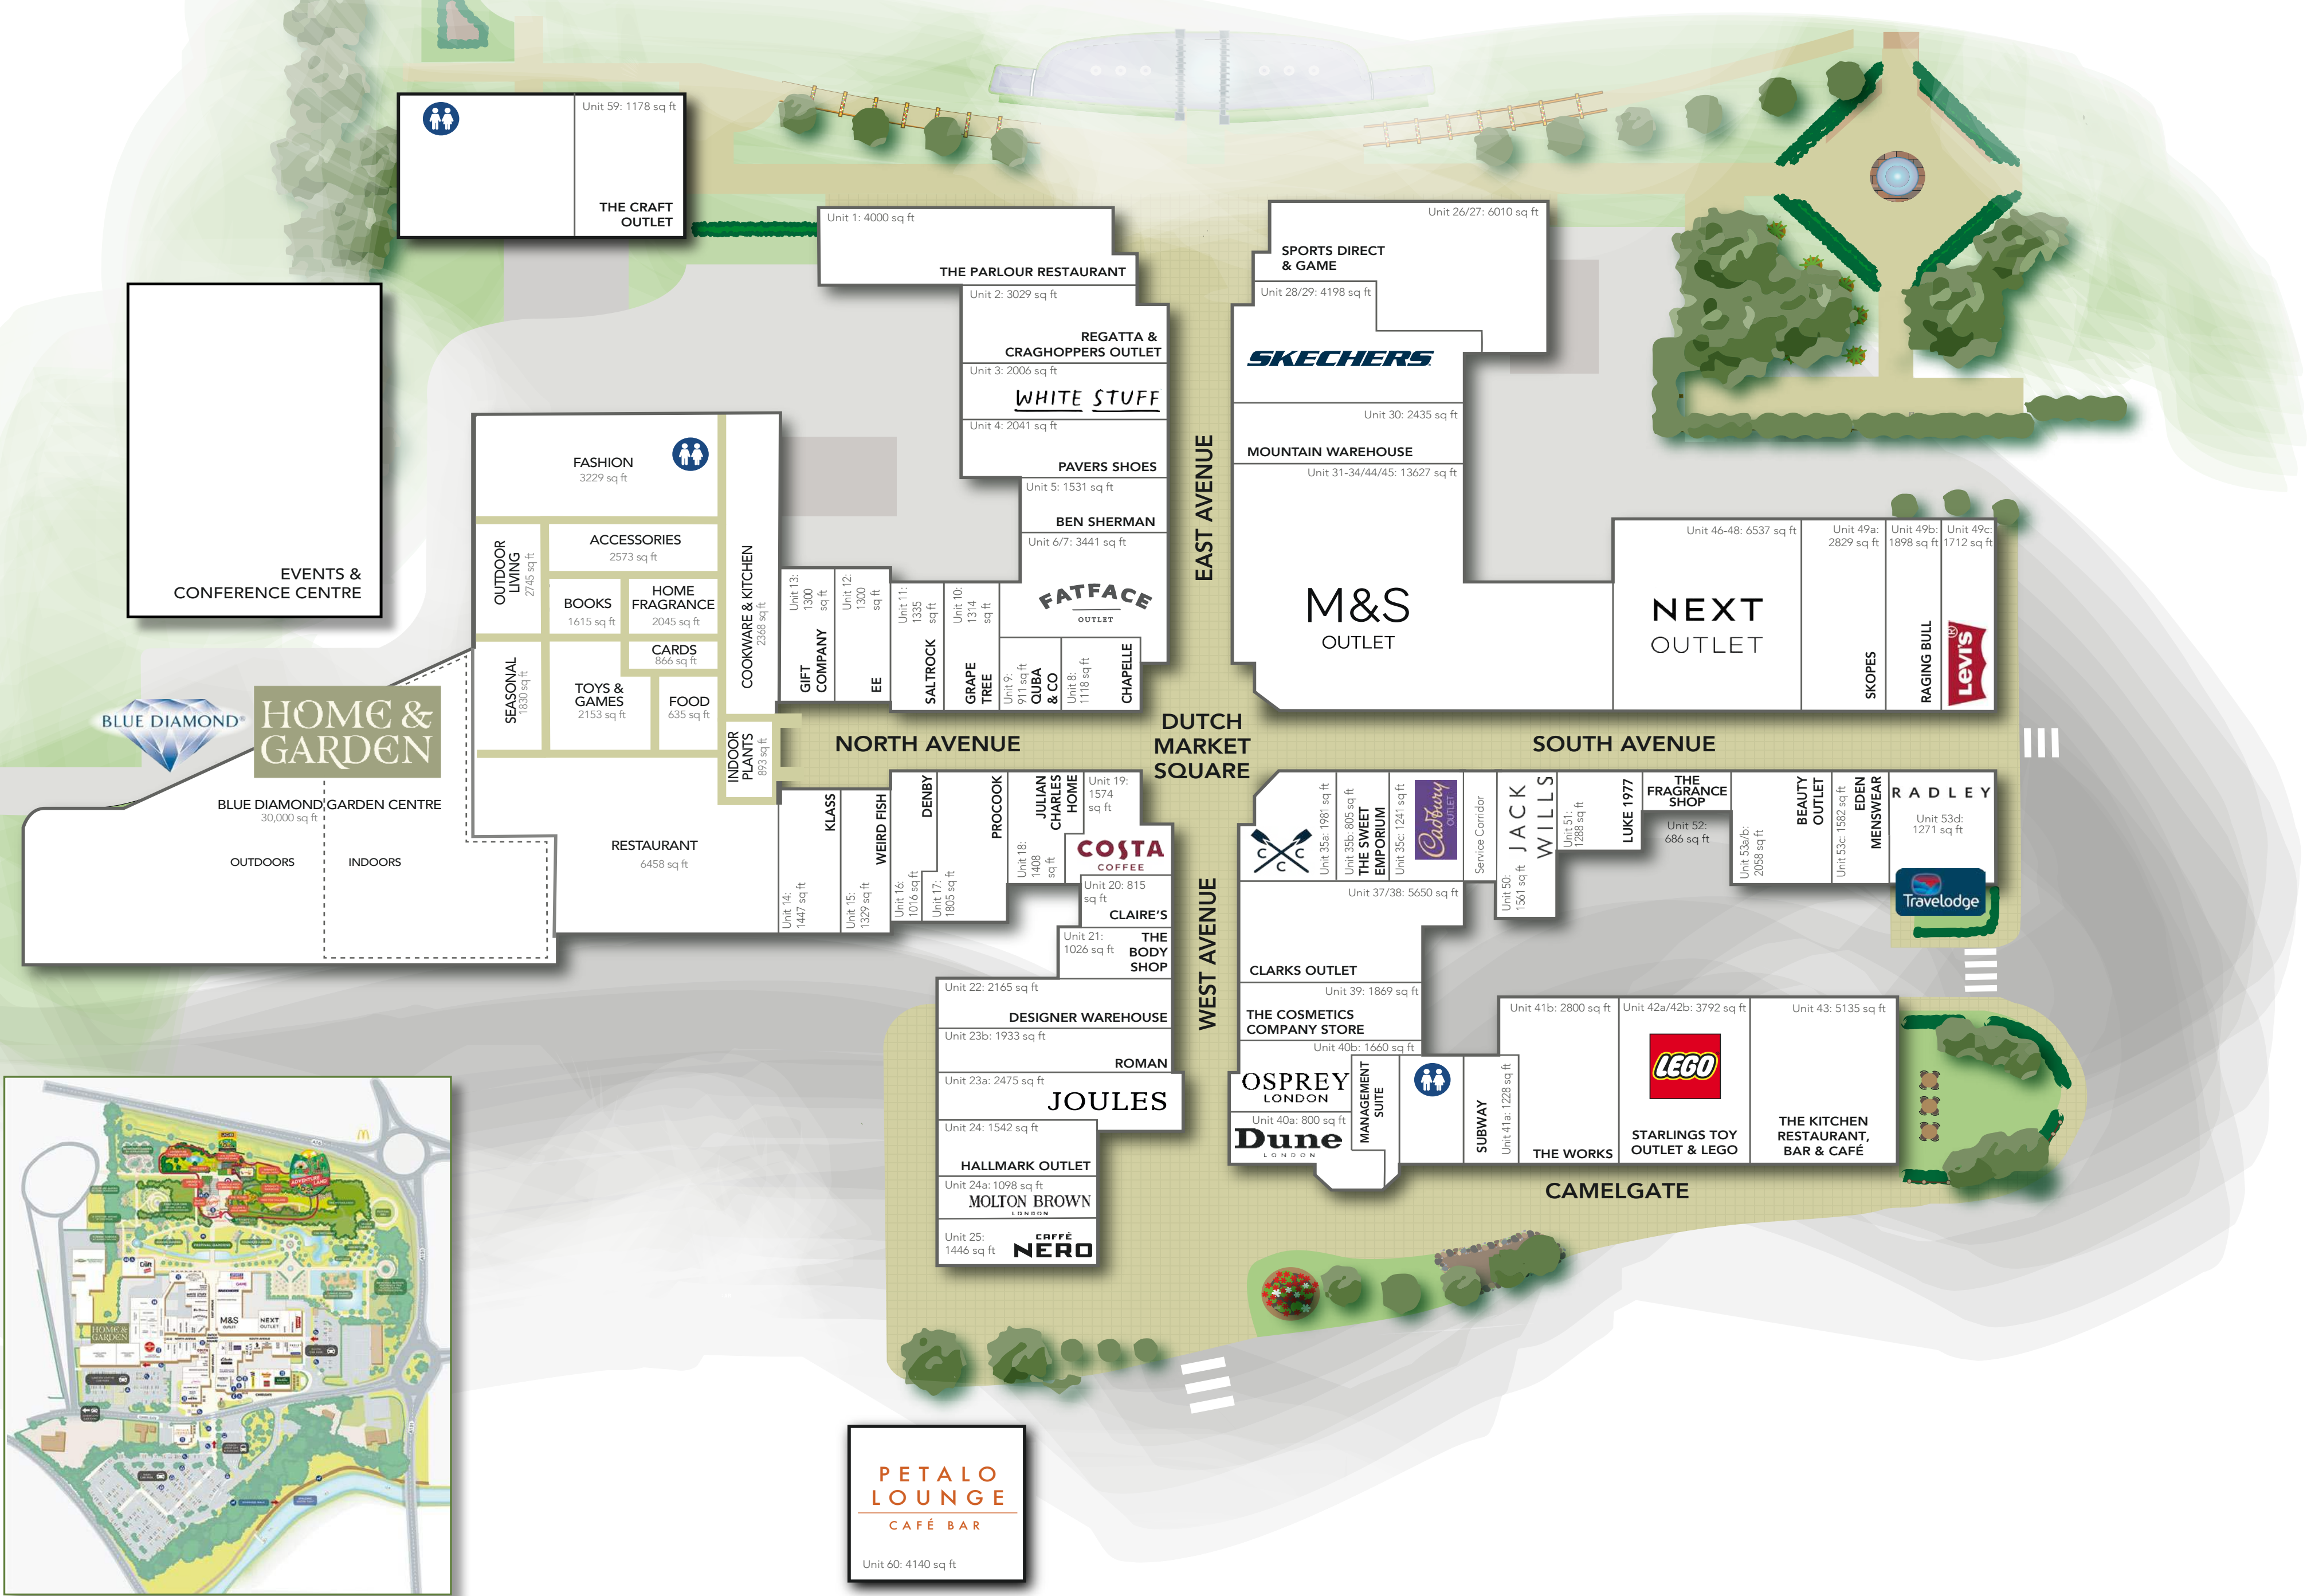 Unit 59: 1178 sq ft
THE CRAFT
OUTLET
EVENTS &
CONFERENCE CENTRE
Unit 1: 4000 sq ft
THE PARLOUR RESTAURANT
Unit 2: 3029 sq ft
REGATTA &
CRAGHOPPERS OUTLET
Unit 3: 2006 sq ft
WHITE STUFF
Unit 4: 2041 sq ft
PAVERS SHOES
Unit 5: 1531 sq ft
BEN SHERMAN
Unit 6/7: 3441 sq ft
FATFACE
OUTLET
EAST AVENUE
Unit 26/27: 6010 sq ft
SPORTS DIRECT
& GAME
Unit 28/29: 4198 sq ft
SKECHERS
Unit 30: 2435 sq ft
MOUNTAIN WAREHOUSE
Unit 31-34/44/45: 13627 sq ft
M&S
OUTLET
Unit 46-48: 6537 sq ft
NEXT
OUTLET
Unit 49a:
2829 sq ft
SKOPES
Unit 49b:
1898 sq ft
RAGING BULL
Unit 49c:
1712 sq ft
LEVI'S®
FASHION
3229 sq ft
OUTDOOR
LIVING
2745 sq ft
ACCESSORIES
2573 sq ft
BOOKS
1615 sq ft
HOME
FRAGRANCE
2045 sq ft
CARDS
866 sq ft
COOKWARE & KITCHEN
2368 sq ft
SEASONAL
1830 sq ft
TOYS &
GAMES
2153 sq ft
FOOD
635 sq ft
INDOOR
PLANTS
893 sq ft
RESTAURANT
6458 sq ft
Unit 13:
1300
sq ft
GIFT
COMPANY
Unit 12:
1300
sq ft
EE
Unit 11:
1335
sq ft
SALTROCK
Unit 10:
1314
sq ft
GRAPE
TREE
Unit 9:
911 sq ft
QUBA
& CO
Unit 8:
1118 sq ft
CHAPELLE
BLUE DIAMOND®
HOME &
GARDEN
BLUE DIAMOND GARDEN CENTRE
30,000 sq ft
OUTDOORS
INDOORS
NORTH AVENUE
DUTCH
MARKET
SQUARE
SOUTH AVENUE
KLASS
Unit 14:
1447 sq ft
WEIRD FISH
Unit 15:
1329 sq ft
DENBY
Unit 16:
1016 sq ft
PROCOOK
Unit 17:
1805 sq ft
JULIAN
CHARLES
HOME
Unit 18:
1408
sq ft
Unit 19:
1574
sq ft
COSTA
COFFEE
Unit 20: 815
sq ft
CLAIRE'S
Unit 21:
1026 sq ft
THE
BODY
SHOP
Unit 22: 2165 sq ft
DESIGNER WAREHOUSE
Unit 23b: 1933 sq ft
ROMAN
Unit 23a: 2475 sq ft
JOULES
Unit 24: 1542 sq ft
HALLMARK OUTLET
Unit 24a: 1098 sq ft
MOLTON BROWN
LONDON
Unit 25:
1446 sq ft
CAFFÈ
NERO
WEST AVENUE
C C C
Unit 35a: 1981 sq ft
Unit 35b: 805 sq ft
THE SWEET
EMPORIUM
Unit 35c: 1241 sq ft
Cadbury
OUTLET
Service Corridor
JACK
WILLS
Unit 50:
1561 sq ft
Unit 51:
1288 sq ft
LUKE 1977
THE
FRAGRANCE
SHOP
Unit 52:
686 sq ft
Unit 53a/b:
2058 sq ft
BEAUTY
OUTLET
Unit 53c: 1582 sq ft
EDEN
MENSWEAR
RADLEY
Unit 53d:
1271 sq ft
Travelodge
Unit 37/38: 5650 sq ft
CLARKS OUTLET
Unit 39: 1869 sq ft
THE COSMETICS
COMPANY STORE
Unit 40b: 1660 sq ft
OSPREY
LONDON
Unit 40a: 800 sq ft
Dune
LONDON
MANAGEMENT
SUITE
SUBWAY
Unit 41a: 1228 sq ft
Unit 41b: 2800 sq ft
THE WORKS
Unit 42a/42b: 3792 sq ft
LEGO
STARLINGS TOY
OUTLET & LEGO
Unit 43: 5135 sq ft
THE KITCHEN
RESTAURANT,
BAR & CAFÉ
CAMELGATE
PETALO
LOUNGE
CAFÉ BAR
Unit 60: 4140 sq ft
HOME &
GARDEN
M&S
NEXT
ADVENTURE
LAND